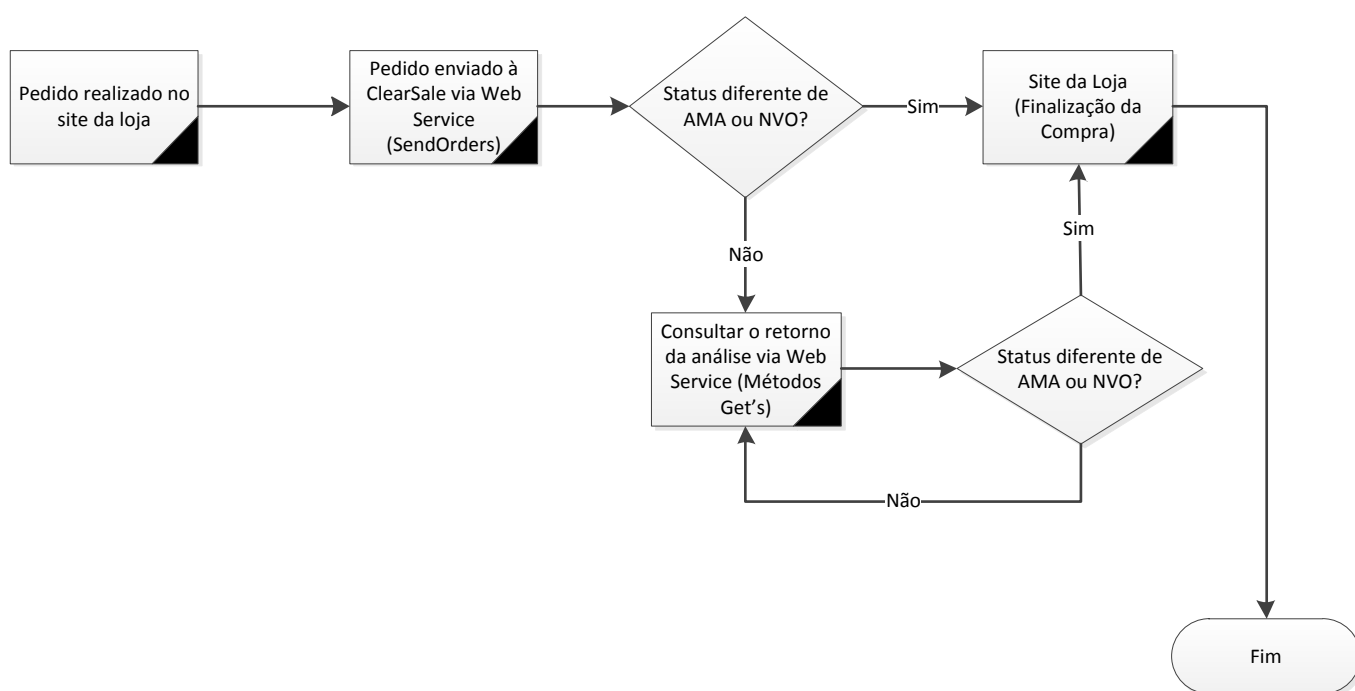 Pedido realizado no
site da loja
Pedido enviado à
ClearSale via Web
Service
(SendOrders)
Status diferente de
AMA ou NVO?
Sim
Site da Loja
(Finalização da
Compra)
Não
Sim
Consultar o retorno
da análise via Web
Service (Métodos
Get’s)
Status diferente de
AMA ou NVO?
Não
Fim